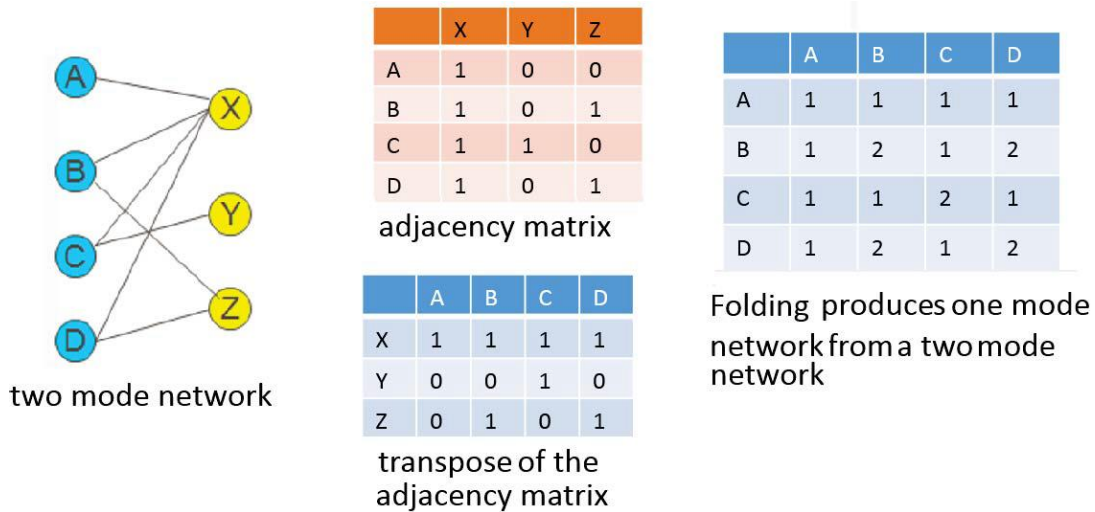 A
B
C
D
X
Y
Z
two mode network
X Y Z
A 1 0 0
B 1 0 1
C 1 1 0
D 1 0 1
adjacency matrix
A B C D
X 1 1 1 1
Y 0 0 1 0
Z 0 1 0 1
transpose of the
adjacency matrix
A B C D
A 1 1 1 1
B 1 2 1 2
C 1 1 2 1
D 1 2 1 2
Folding produces one mode
network from a two mode
network